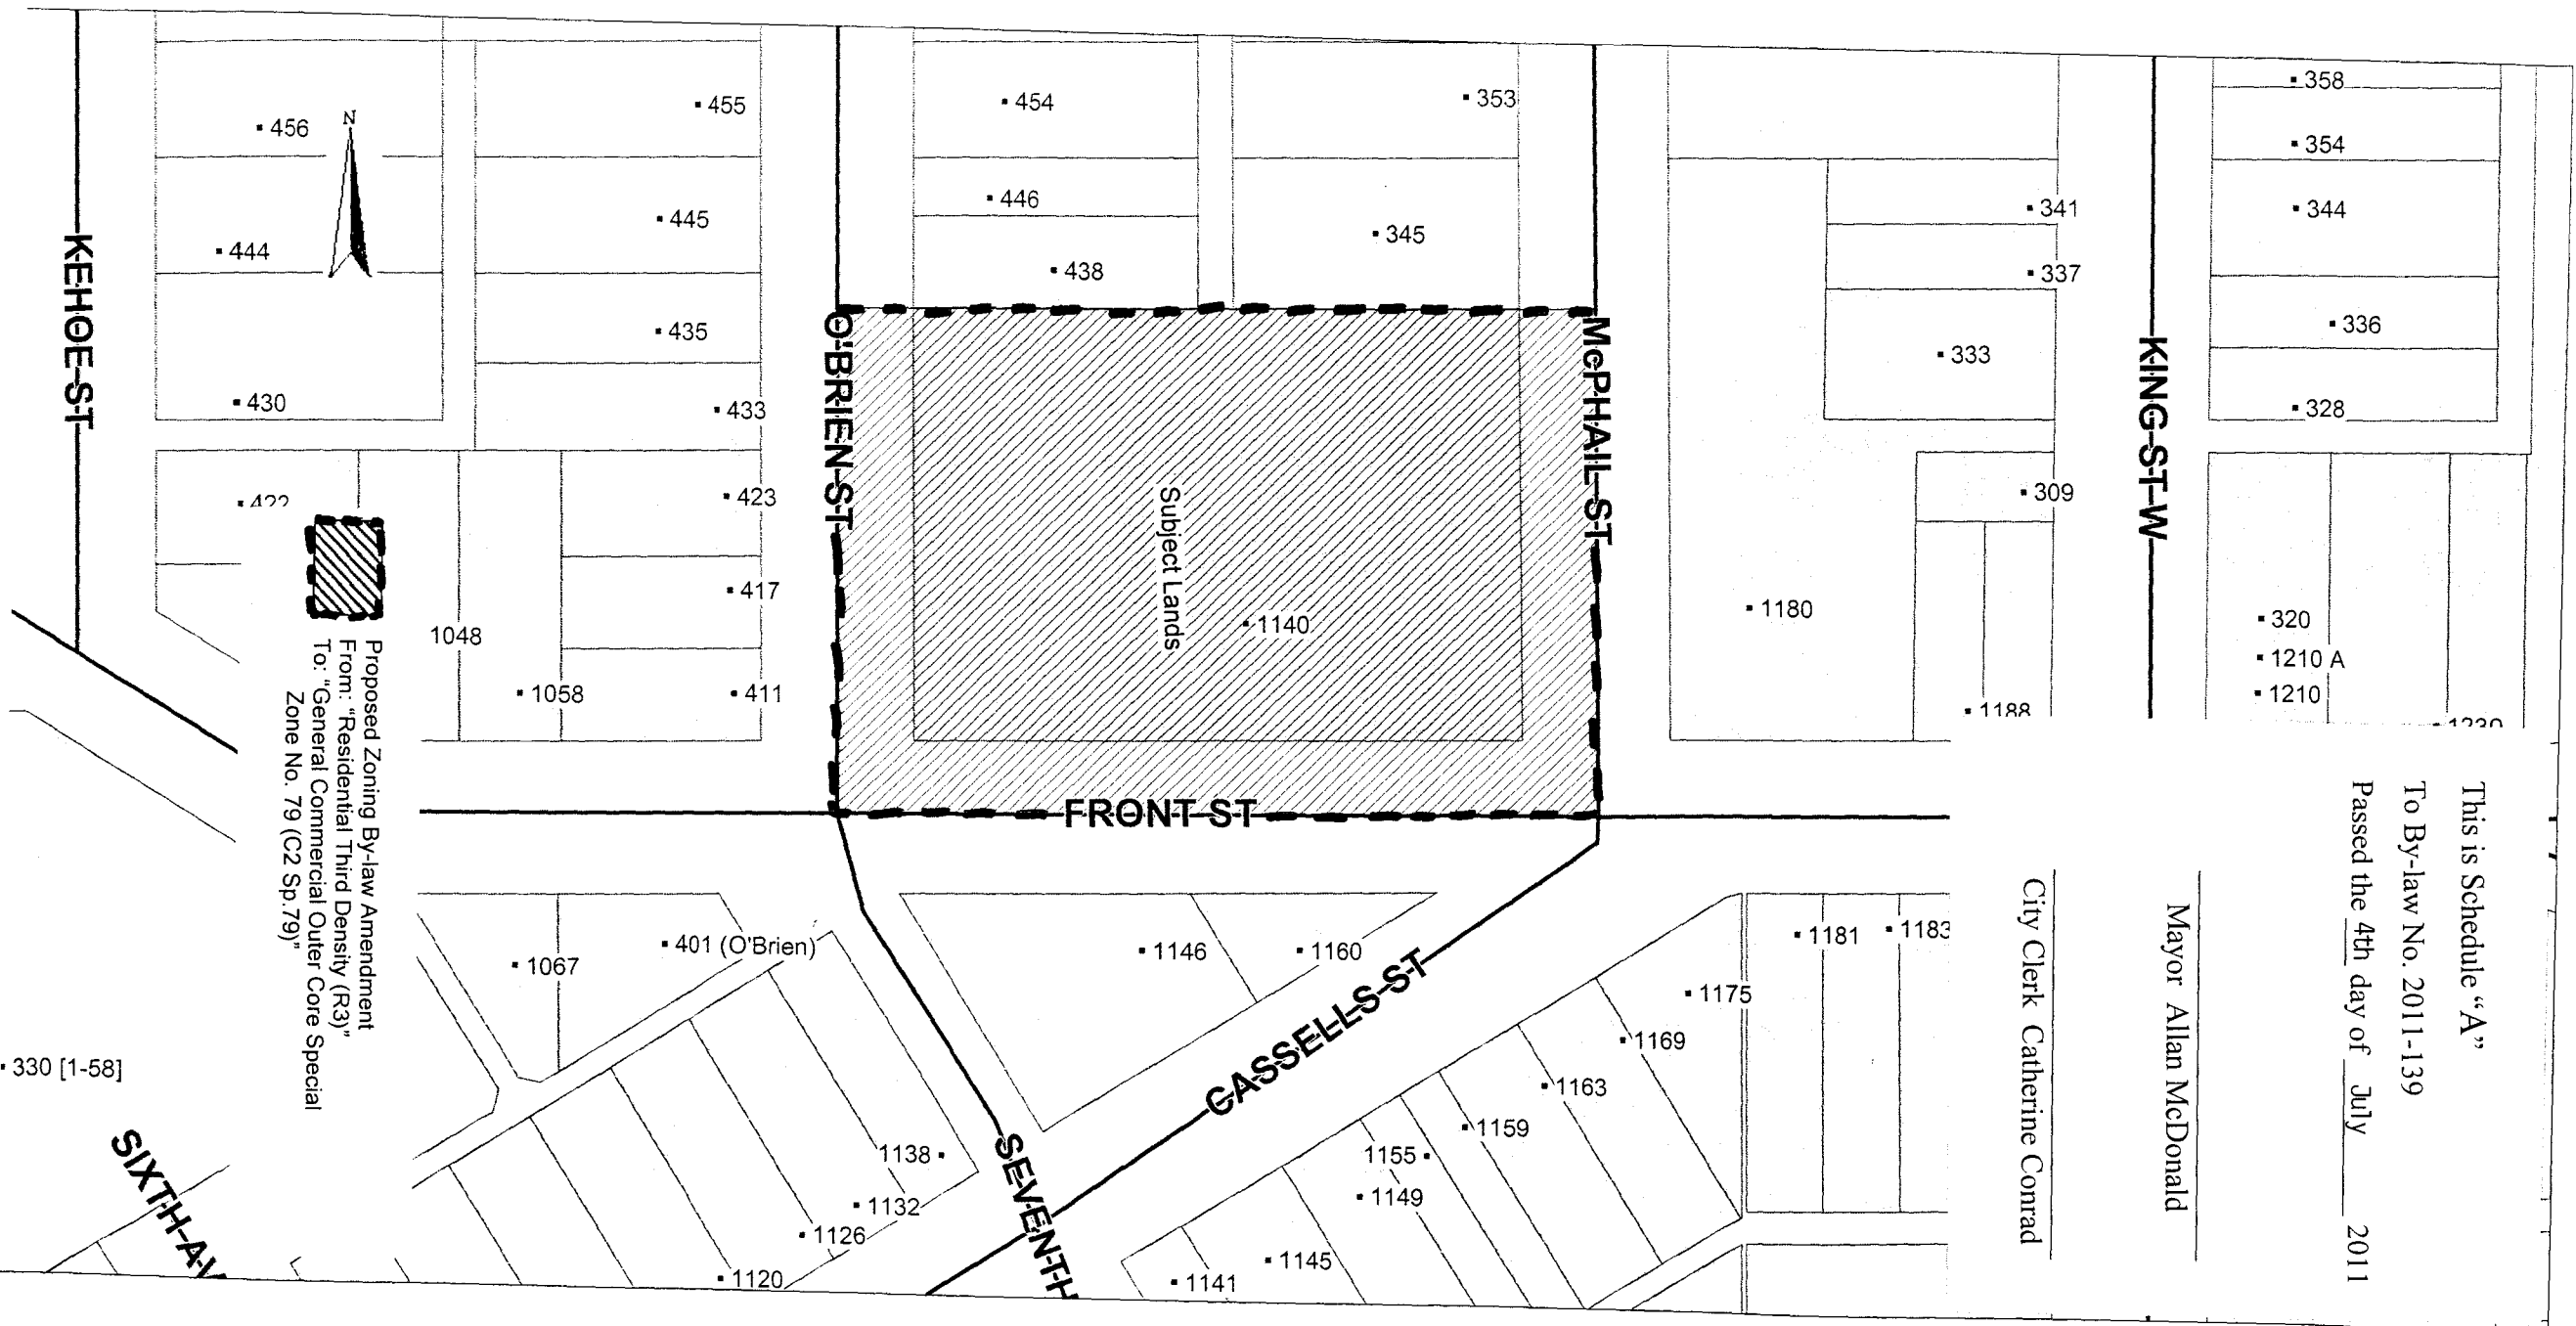 This is Schedule “A”
To By-law No. 2011-139
Passed the 4th day of July 2011
Mayor Allan McDonald
City Clerk Catherine Conrad
N
KEHOE ST
O'BRIEN ST
McPHAIL ST
KING ST W
456
444
430
422
455
445
435
433
423
417
411
1048
1058
454
446
438
353
345
Subject Lands
1140
341
337
333
309
1180
1188
358
354
344
336
328
320
1210 A
1210
1230
Proposed Zoning By-law Amendment
From: “Residential Third Density (R3)”
To: “General Commercial Outer Core Special
Zone No. 79 (C2 Sp.79)”
FRONT ST
1067
401 (O'Brien)
1146
1160
1181
1183
1175
1169
1163
1159
1155
1149
1145
1141
CASSELLS ST
SEVENTH
1138
1132
1126
1120
330 [1-58]
SIXTH AV